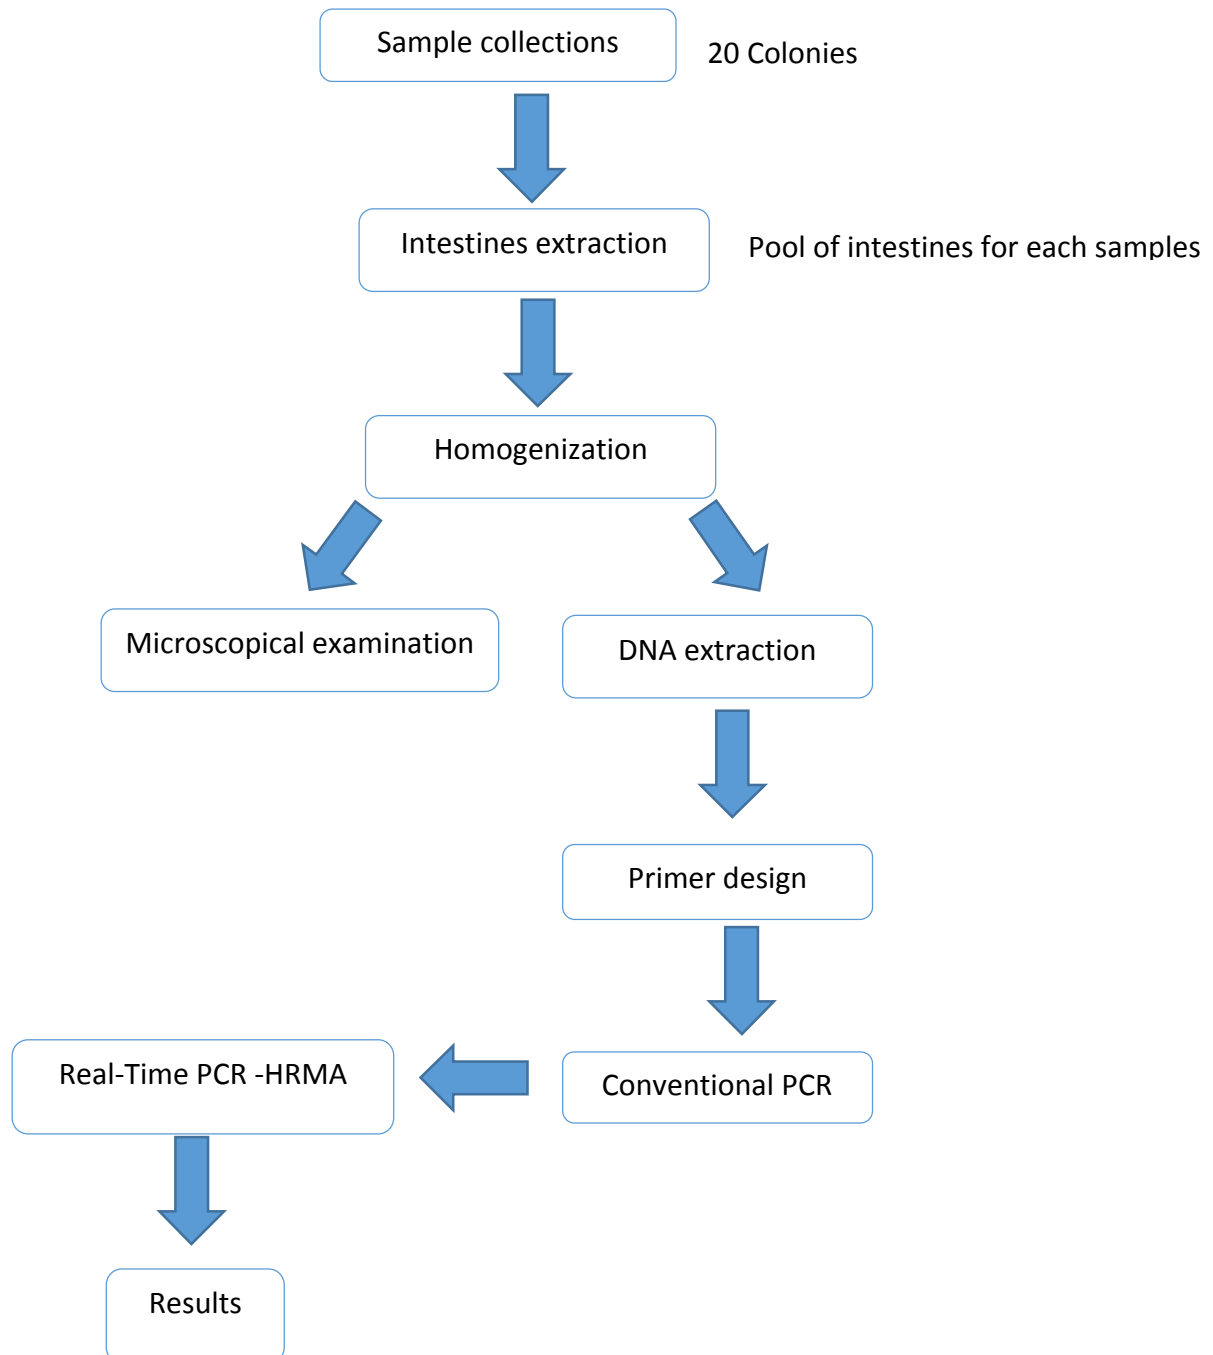 Sample collections
20 Colonies
Intestines extraction
Pool of intestines for each samples
Homogenization
Microscopical examination
DNA extraction
Primer design
Real-Time PCR -HRMA
Conventional PCR
Results